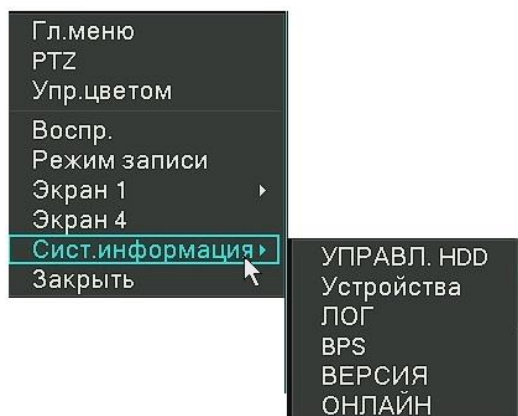 Гл.меню
PTZ
Упр.цветом
Воспр.
Режим записи
Экран 1
Экран 4
Сист.информация
Закрыть
УПРАВЛ. HDD
Устройства
ЛОГ
BPS
ВЕРСИЯ
ОНЛАЙН